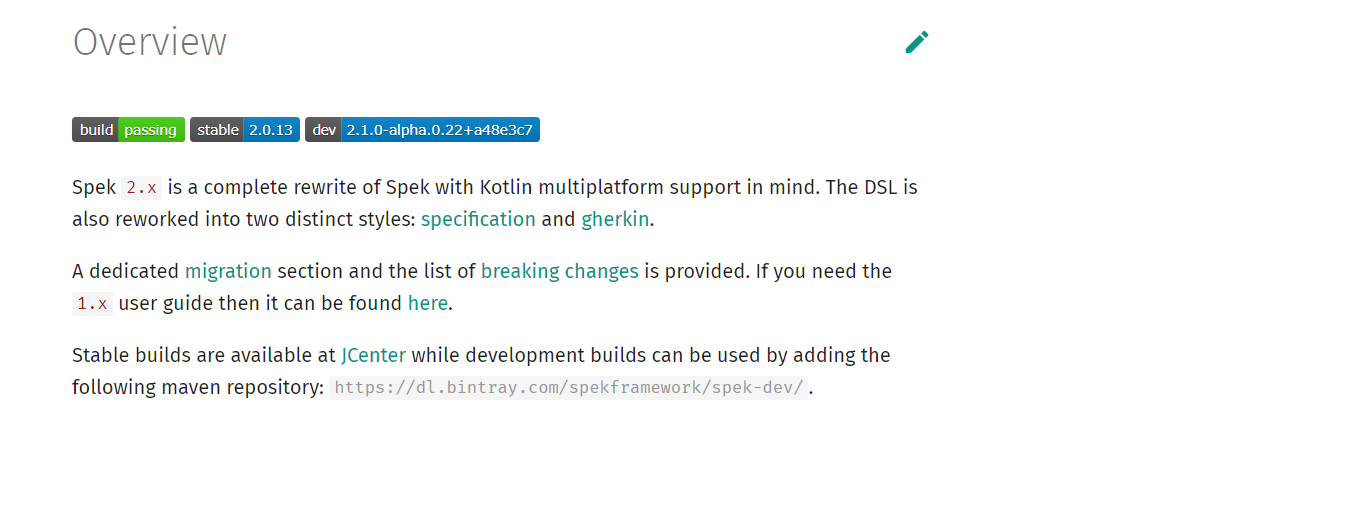 Overview
build passing stable 2.0.13 dev 2.1.0-alpha.0.22+a48e3c7
Spek 2.x is a complete rewrite of Spek with Kotlin multiplatform support in mind. The DSL is
also reworked into two distinct styles: specification and gherkin.
A dedicated migration section and the list of breaking changes is provided. If you need the
1.x user guide then it can be found here.
Stable builds are available at JCenter while development builds can be used by adding the
following maven repository: https://dl.bintray.com/spekframework/spek-dev/.